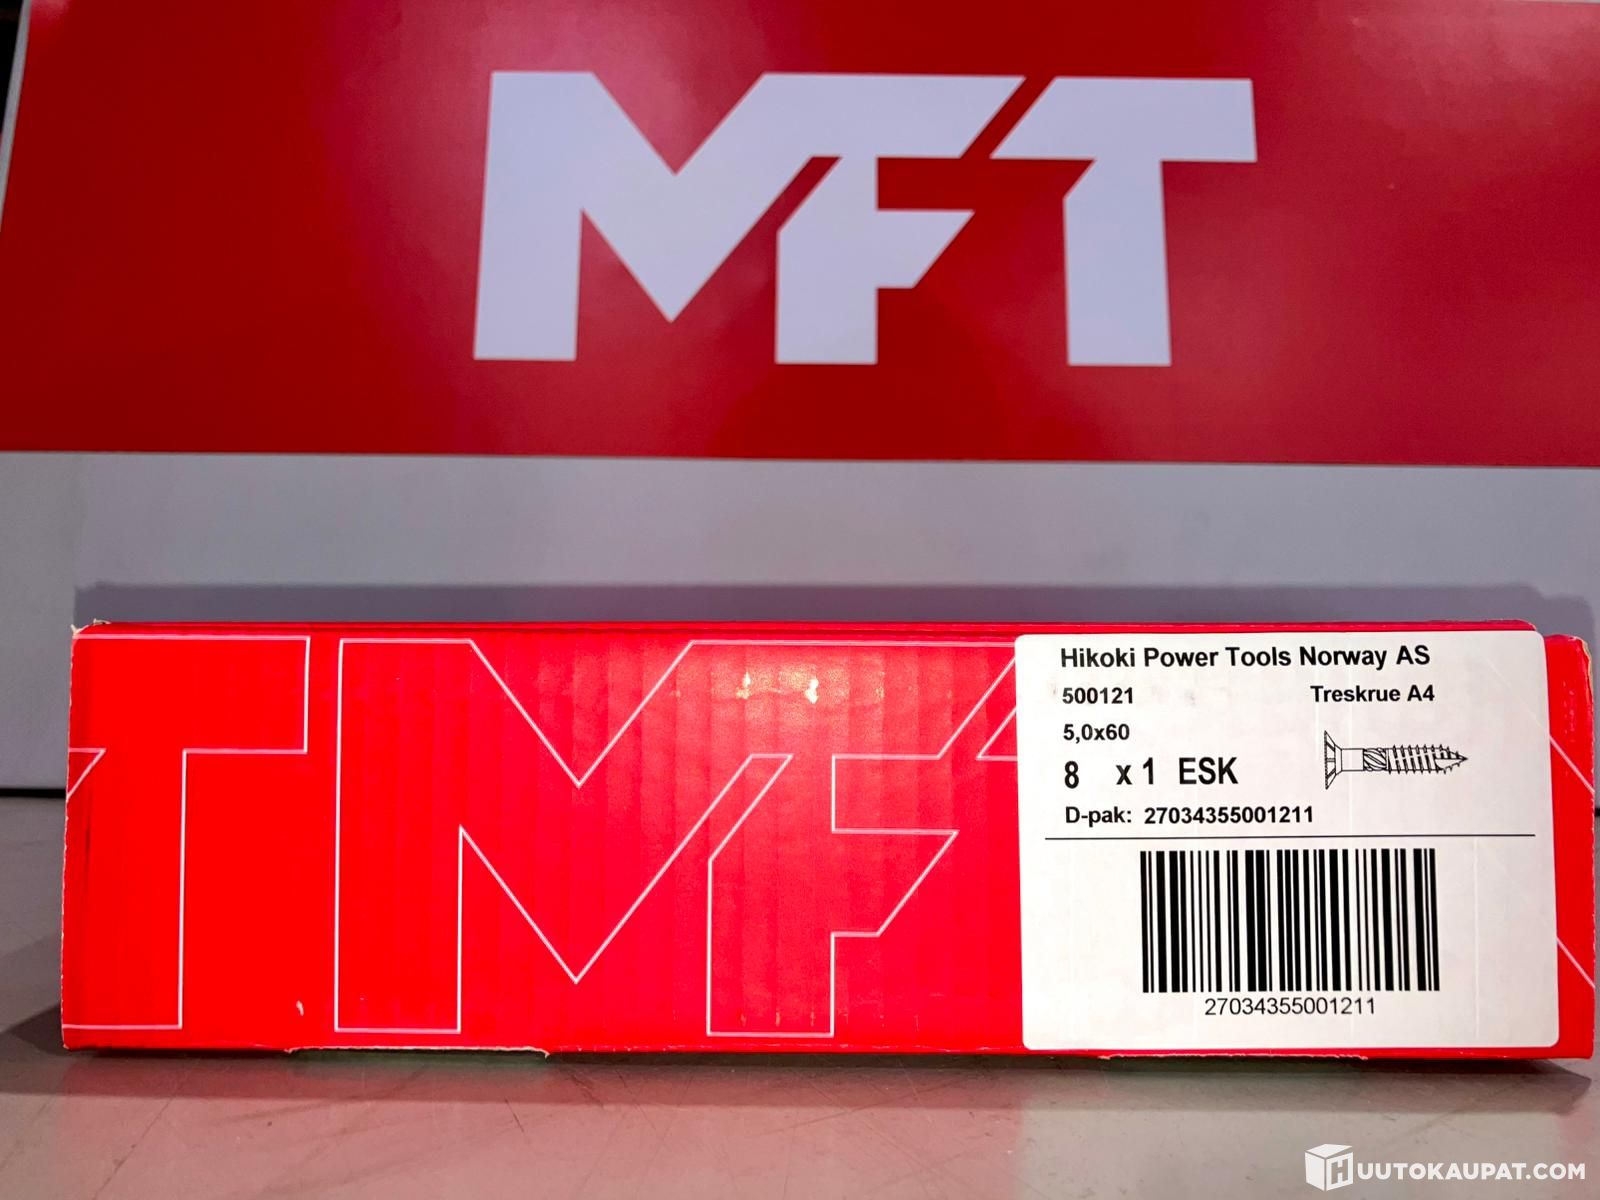 MFT
TMF
Hikoki Power Tools Norway AS
500121 Treskrue A4
5,0x60
8 x 1 ESK
D-pak: 27034355001211
27034355001211
HUUTOKAUPAT.COM